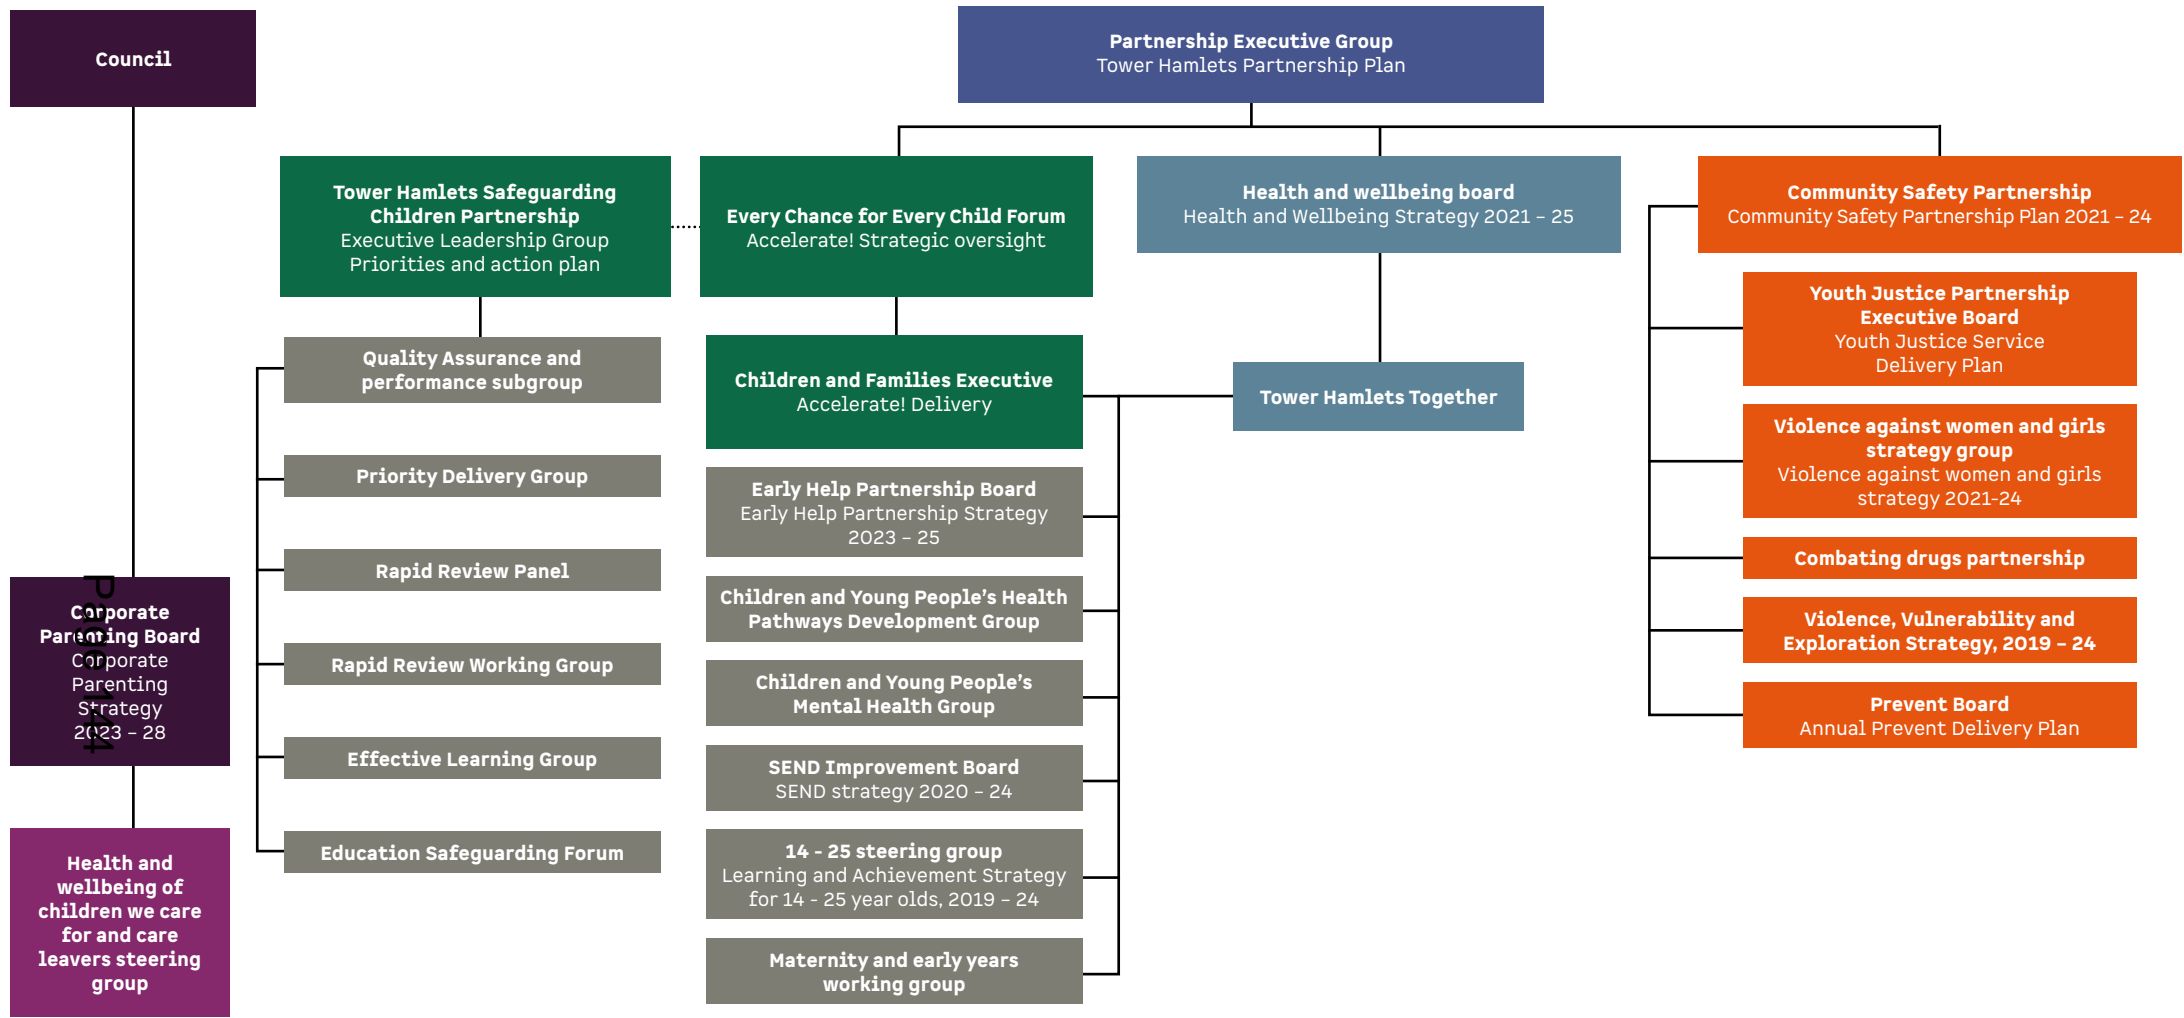 Council
Partnership Executive Group
Tower Hamlets Partnership Plan
Tower Hamlets Safeguarding
Children Partnership
Executive Leadership Group
Priorities and action plan
Every Chance for Every Child Forum
Accelerate! Strategic oversight
Health and wellbeing board
Health and Wellbeing Strategy 2021 – 25
Community Safety Partnership
Community Safety Partnership Plan 2021 – 24
Quality Assurance and
performance subgroup
Priority Delivery Group
Rapid Review Panel
Rapid Review Working Group
Effective Learning Group
Education Safeguarding Forum
Children and Families Executive
Accelerate! Delivery
Early Help Partnership Board
Early Help Partnership Strategy
2023 – 25
Children and Young People’s Health
Pathways Development Group
Children and Young People’s
Mental Health Group
SEND Improvement Board
SEND strategy 2020 – 24
14 - 25 steering group
Learning and Achievement Strategy
for 14 - 25 year olds, 2019 – 24
Maternity and early years
working group
Tower Hamlets Together
Youth Justice Partnership
Executive Board
Youth Justice Service
Delivery Plan
Violence against women and girls
strategy group
Violence against women and girls
strategy 2021-24
Combating drugs partnership
Violence, Vulnerability and
Exploration Strategy, 2019 – 24
Prevent Board
Annual Prevent Delivery Plan
Corporate
Parenting Board
Corporate
Parenting
Strategy
2023 – 28
Page 144
Health and
wellbeing of
children we care
for and care
leavers steering
group